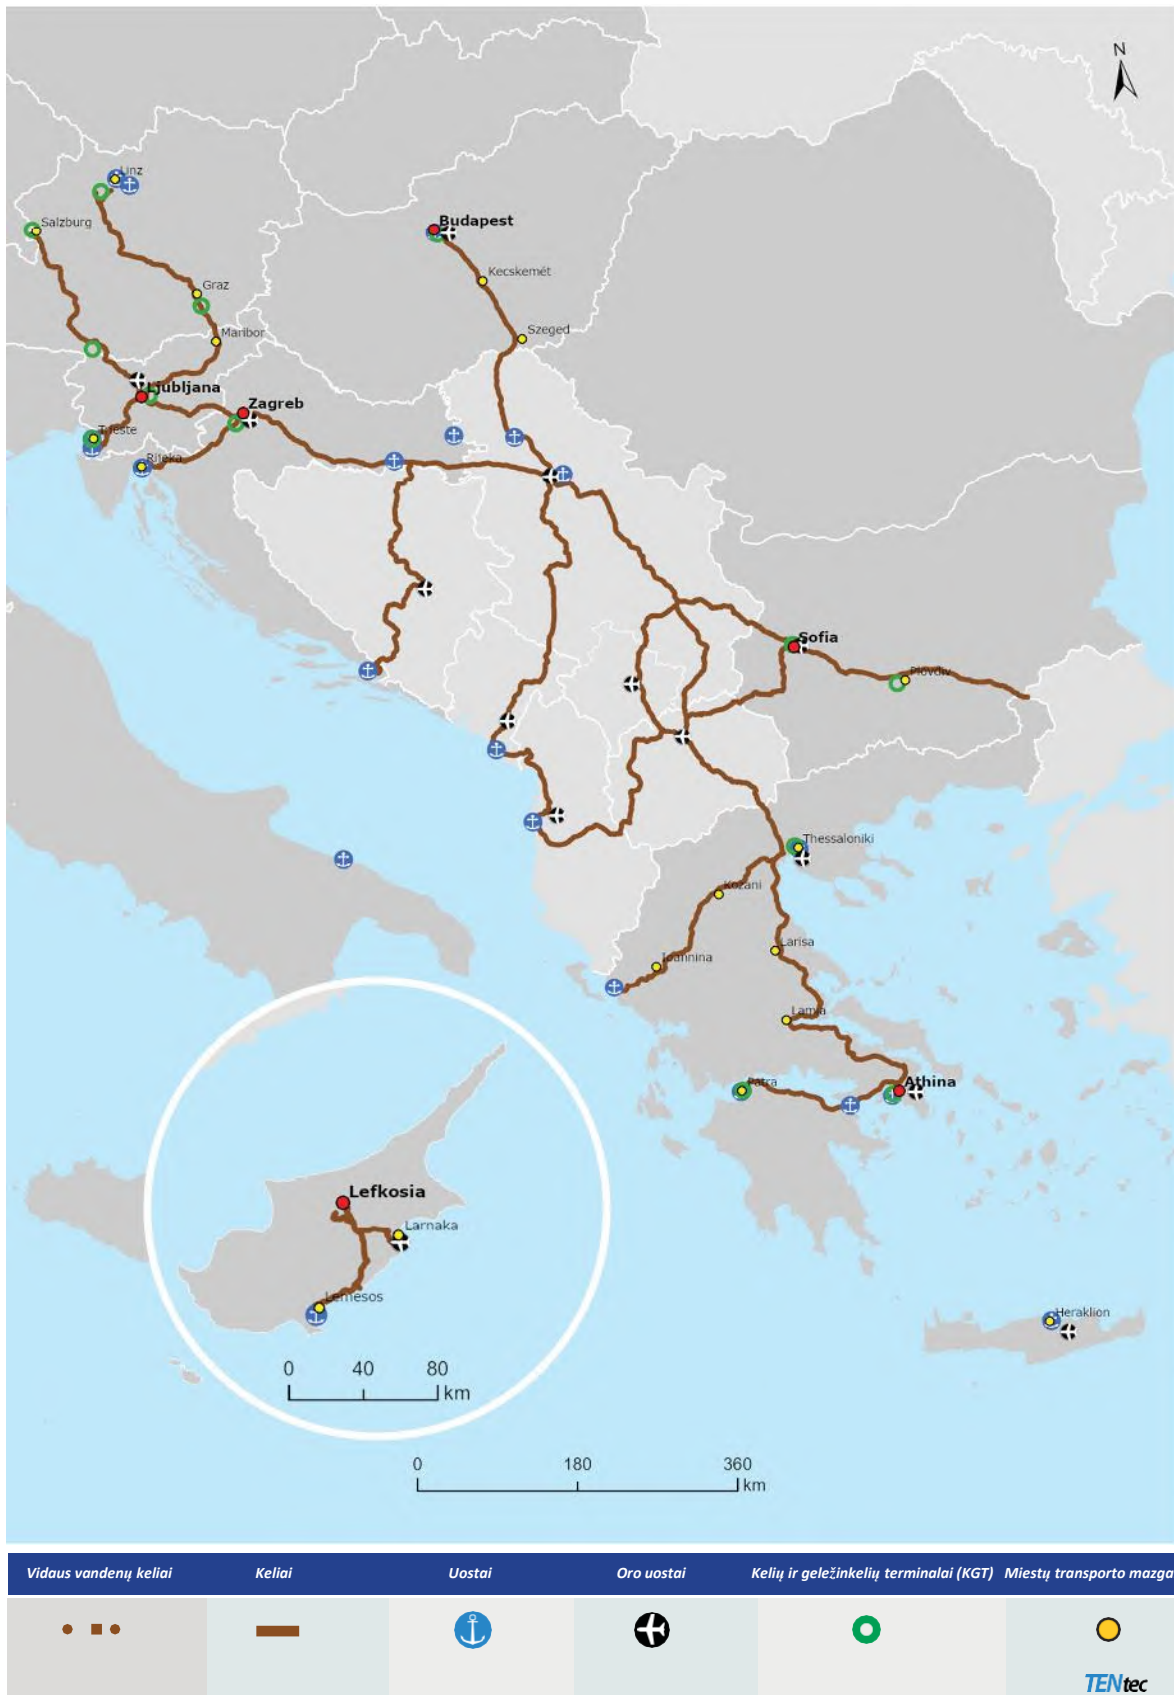 N
Linz
Salzburg
Budapest
Kecskemét
Graz
Szeged
Maribor
Ljubljana
Zagreb
Trieste
Rijeka
Sofia
Plovdiv
Thessaloniki
Kozani
Larisa
Ioannina
Lamia
Patra
Athina
Lefkosia
Larnaka
Lemesos
Heraklion
0 40 80
km
0 180 360
km
Vidaus vandenų keliai Keliai Uostai Oro uostai Kelių ir geležinkelių terminalai (KGT) Miestų transporto mazga
TENtec